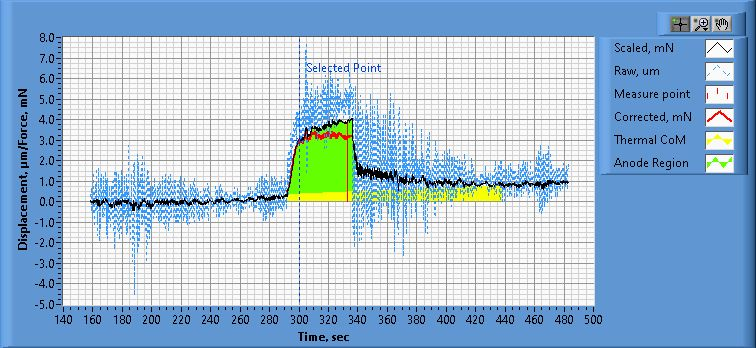 Scaled, mN
Raw, um
Measure point
Corrected, mN
Thermal CoM
Anode Region
Selected Point
Displacement, µm/Force, mN
8.0
7.0
6.0
5.0
4.0
3.0
2.0
1.0
0.0
-1.0
-2.0
-3.0
-4.0
-5.0
140 160 180 200 220 240 260 280 300 320 340 360 380 400 420 440 460 480 500
Time, sec